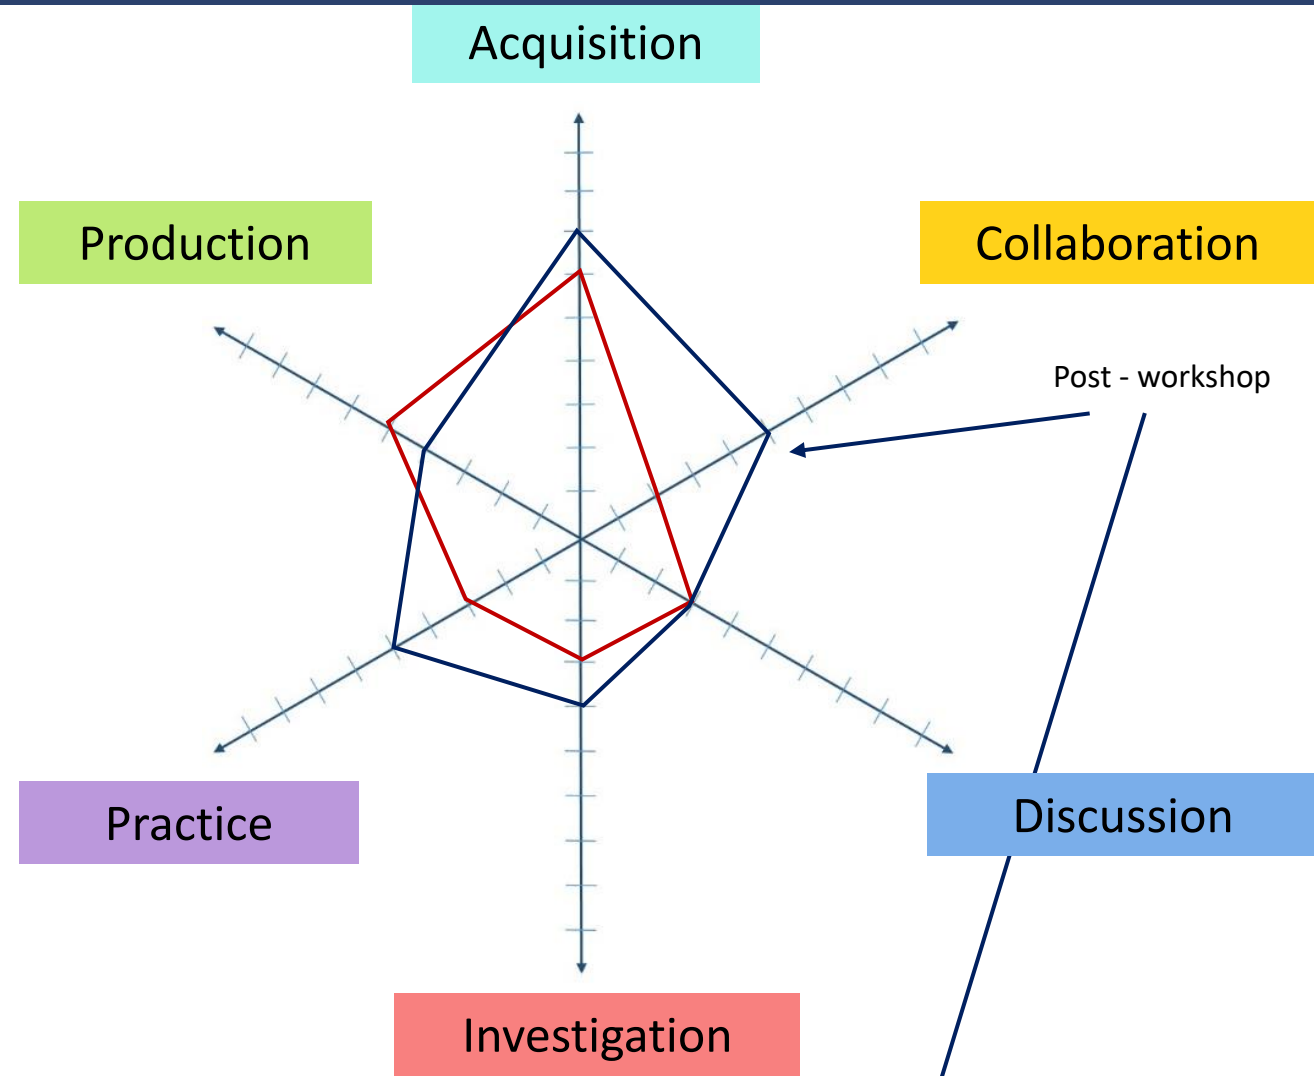 Acquisition
Production
Collaboration
Post - workshop
Practice
Discussion
Investigation